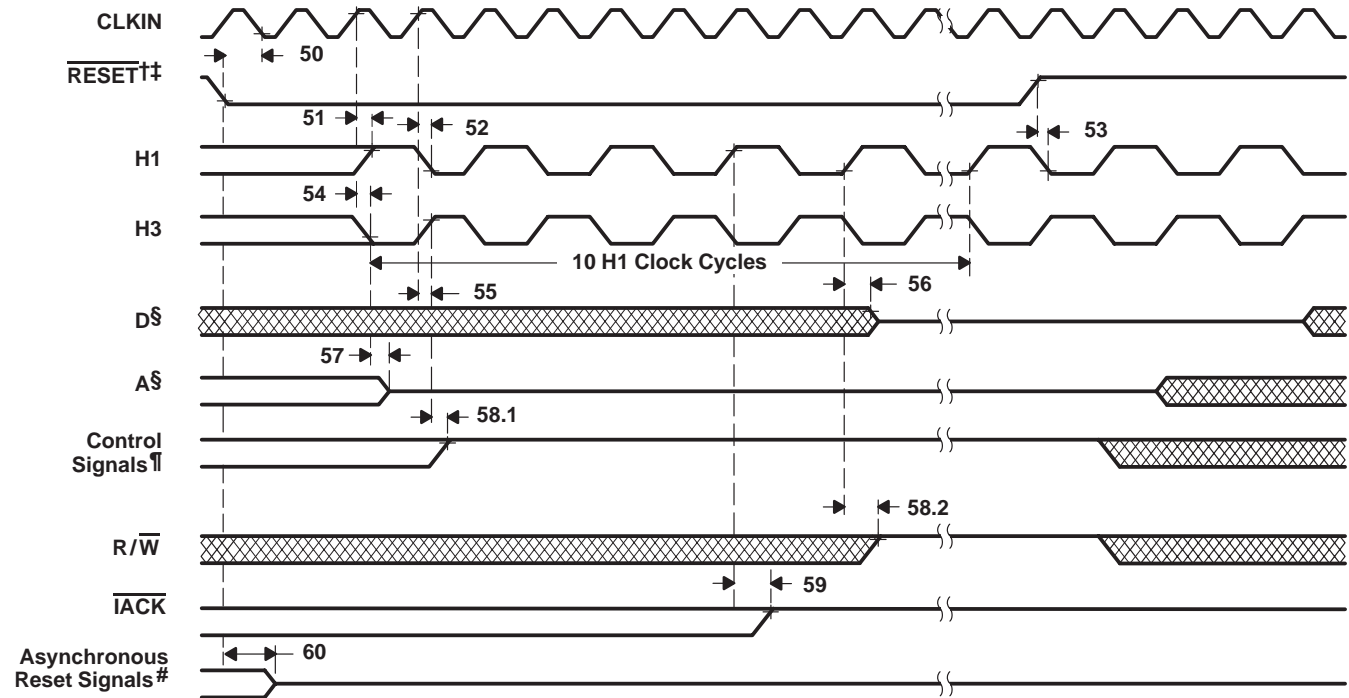 CLKIN
50
RESET†‡
51
52
53
H1
54
H3
10 H1 Clock Cycles
55
56
D§
57
A§
58.1
Control
Signals¶
58.2
R/W
59
IACK
60
Asynchronous
Reset Signals#